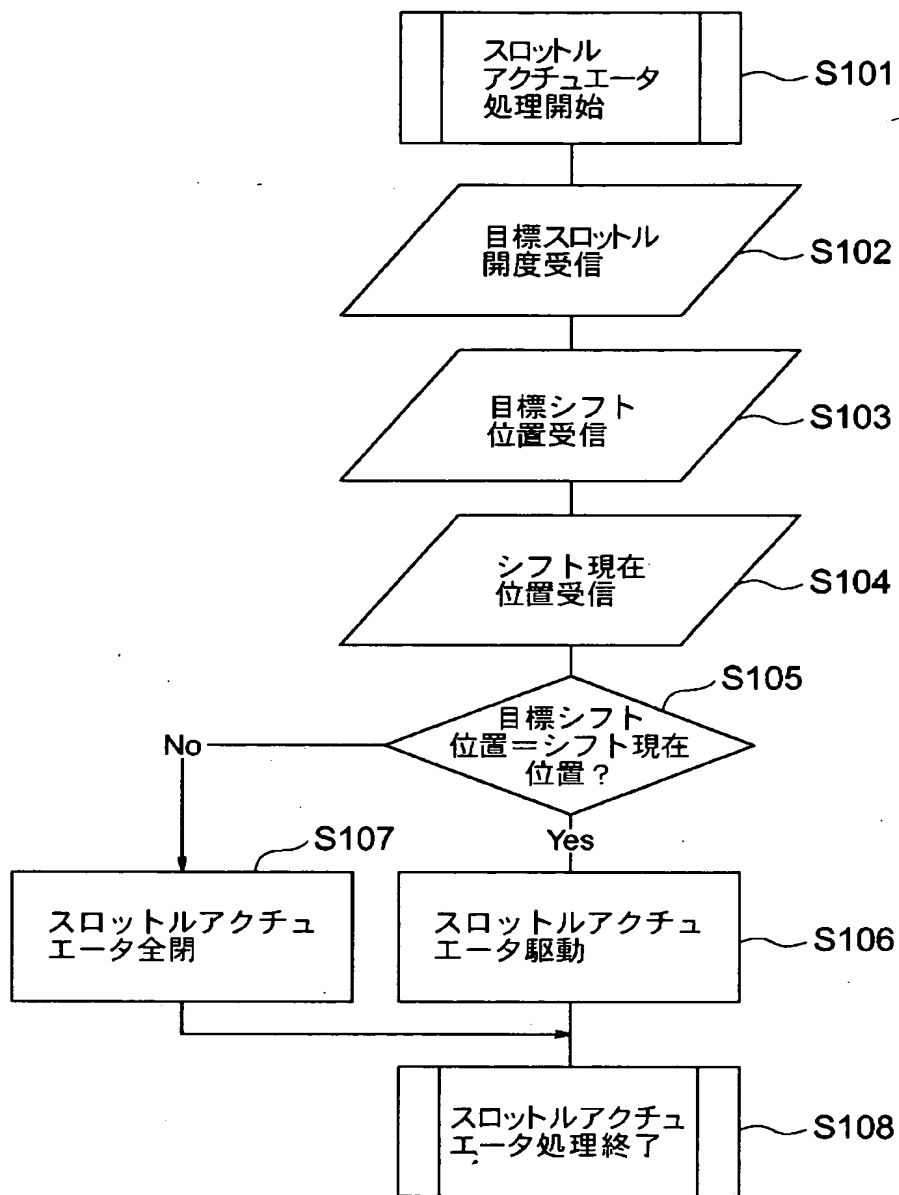 スロットル
アクチュエータ
処理開始
S101
目標スロットル
開度受信
S102
目標シフト
位置受信
S103
シフト現在
位置受信
S104
S105
目標シフト
位置＝シフト現在
位置？
No
Yes
S107
スロットルアクチュ
エータ全閉
スロットルアクチュ
エータ駆動
S106
スロットルアクチュ
エータ処理終了
S108